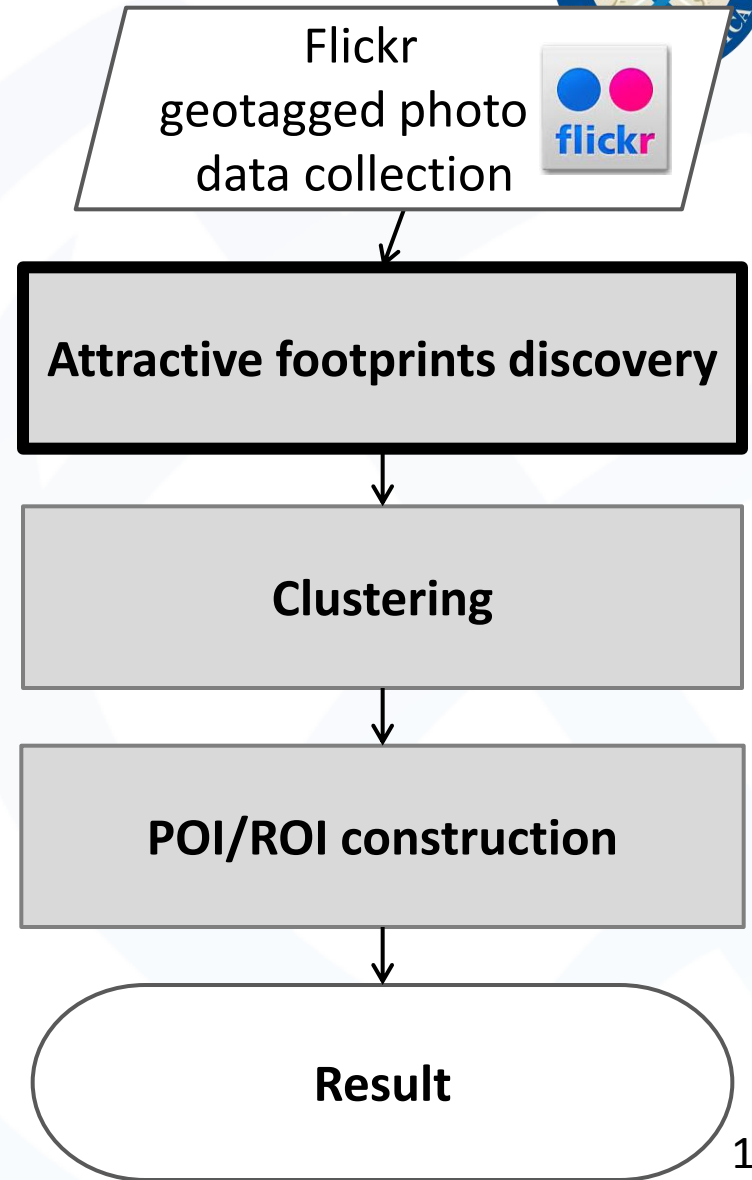 Flickr
geotagged photo
data collection
flickr
Attractive footprints discovery
Clustering
POI/ROI construction
Result
1